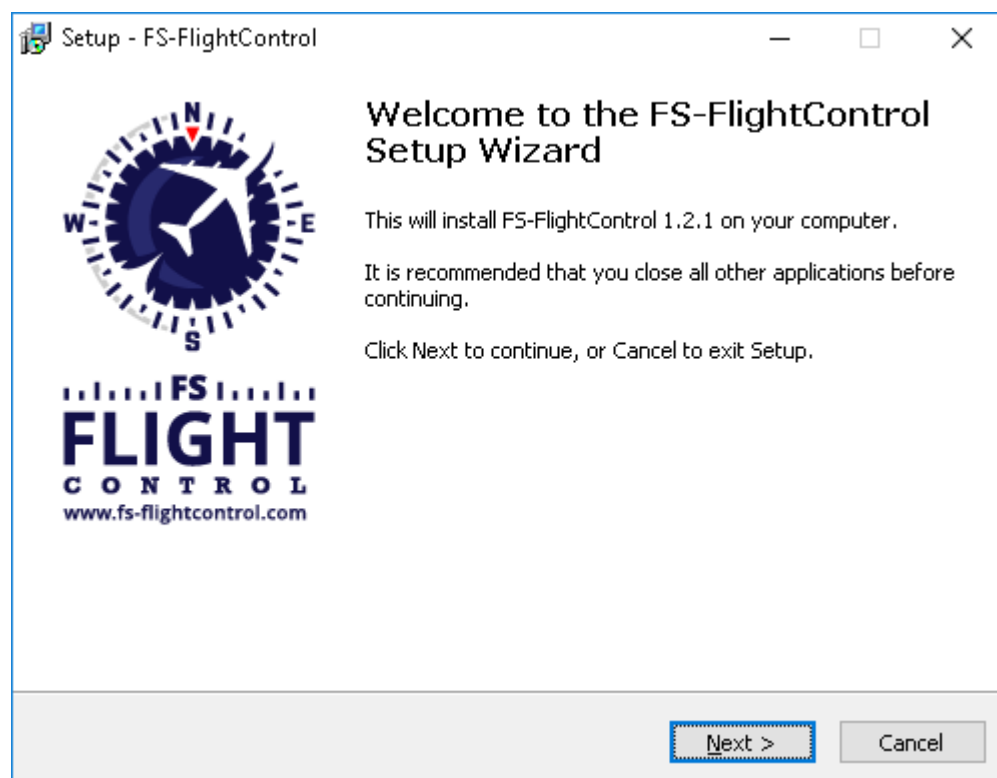 Setup - FS-FlightControl
N
W
E
S
FS
FLIGHT
CONTROL
www.fs-flightcontrol.com
Welcome to the FS-FlightControl
Setup Wizard
This will install FS-FlightControl 1.2.1 on your computer.
It is recommended that you close all other applications before
continuing.
Click Next to continue, or Cancel to exit Setup.
Next >
Cancel